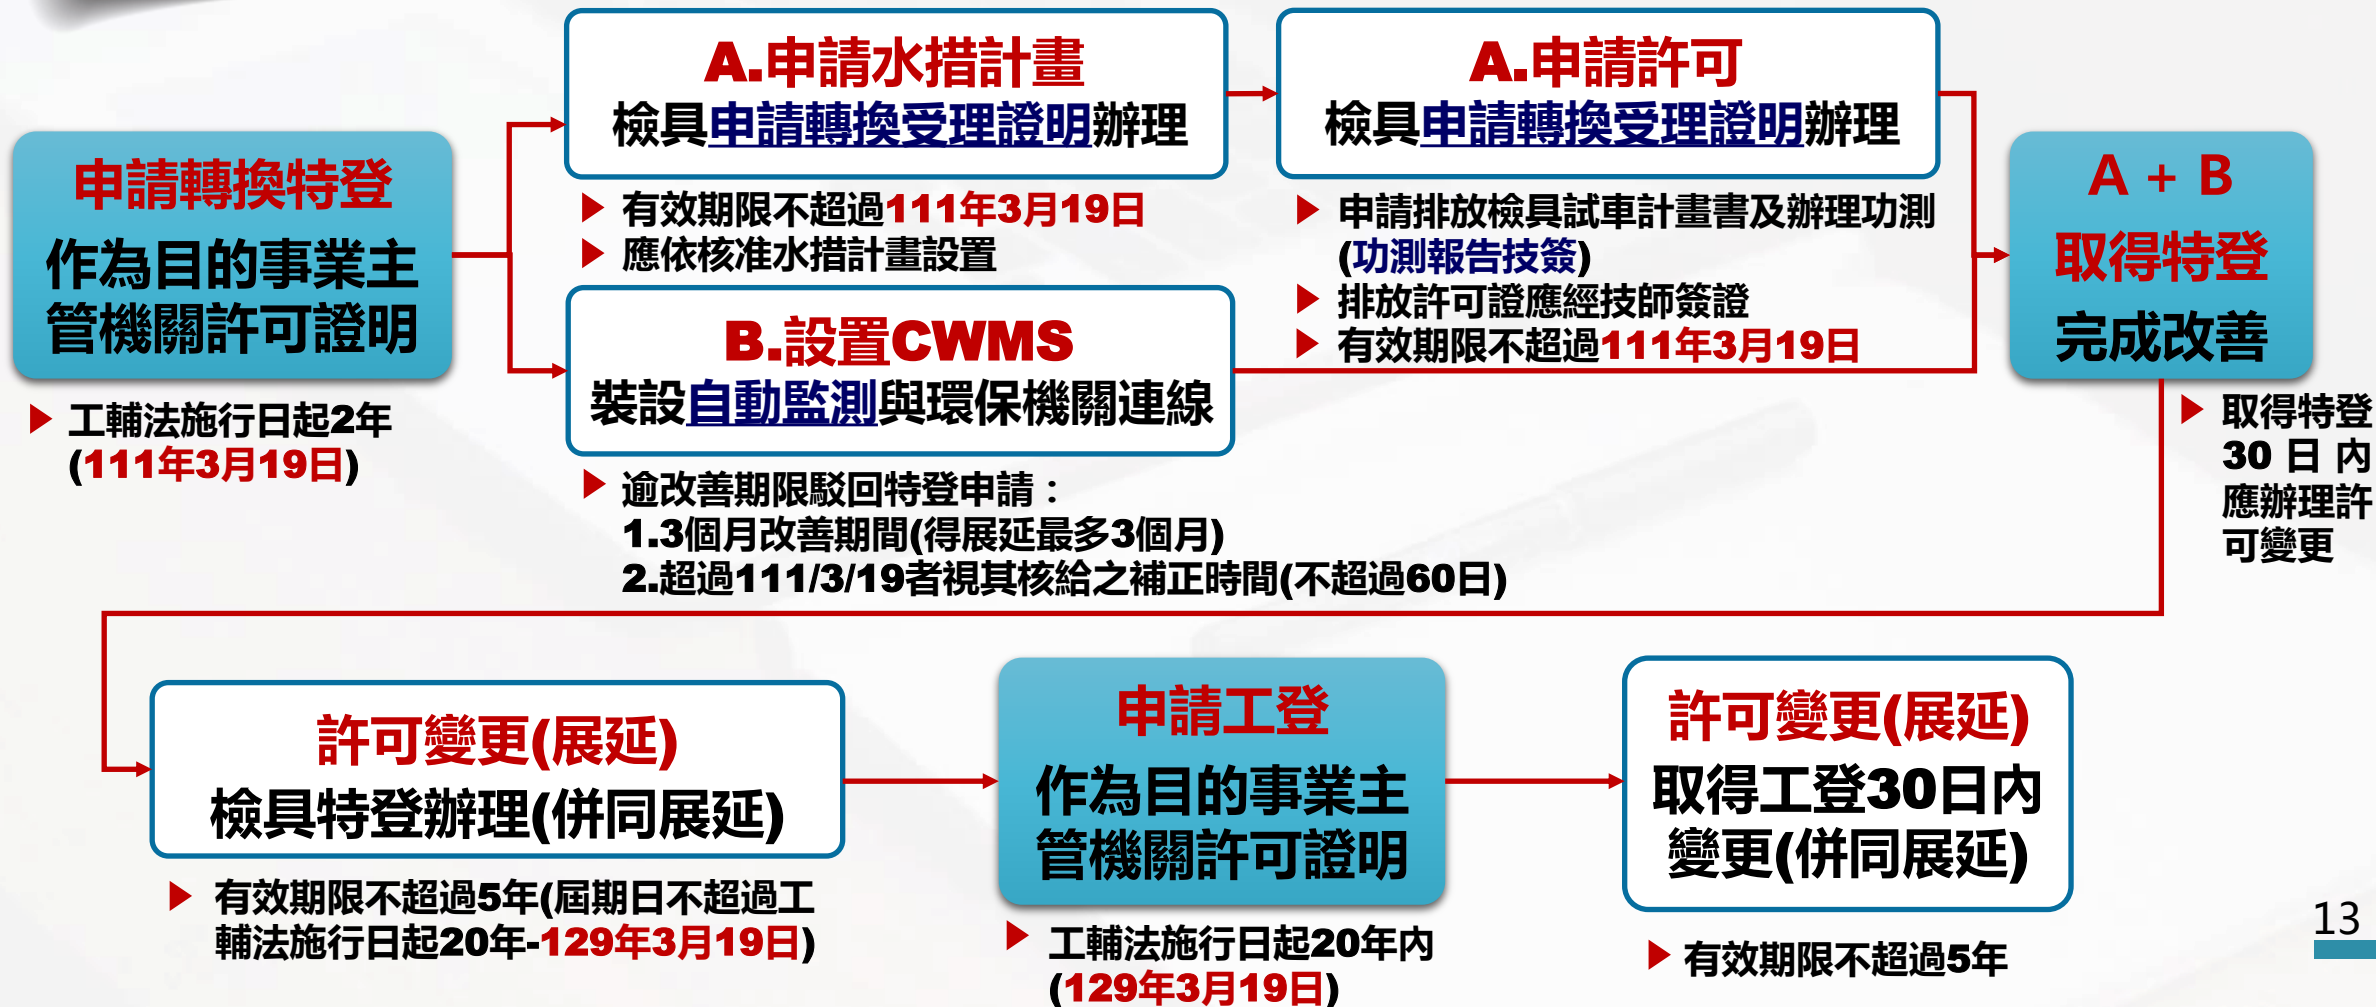 申請轉換特登
作為目的事業主
管機關許可證明
▶ 工輔法施行日起2年
(111年3月19日)
A.申請水措計畫
檢具申請轉換受理證明辦理
▶ 有效期限不超過111年3月19日
▶ 應依核准水措計畫設置
B.設置CWMS
裝設自動監測與環保機關連線
▶ 逾改善期限駁回特登申請：
1.3個月改善期間(得展延最多3個月)
2.超過111/3/19者視其核給之補正時間(不超過60日)
A.申請許可
檢具申請轉換受理證明辦理
▶ 申請排放檢具試車計畫書及辦理功測
(功測報告技簽)
▶ 排放許可證應經技師簽證
▶ 有效期限不超過111年3月19日
A + B
取得特登
完成改善
▶ 取得特登
30 日 內
應辦理許
可變更
許可變更(展延)
檢具特登辦理(併同展延)
▶ 有效期限不超過5年(屆期日不超過工
輔法施行日起20年-129年3月19日)
申請工登
作為目的事業主
管機關許可證明
▶ 工輔法施行日起20年內
(129年3月19日)
許可變更(展延)
取得工登30日內
變更(併同展延)
▶ 有效期限不超過5年
13